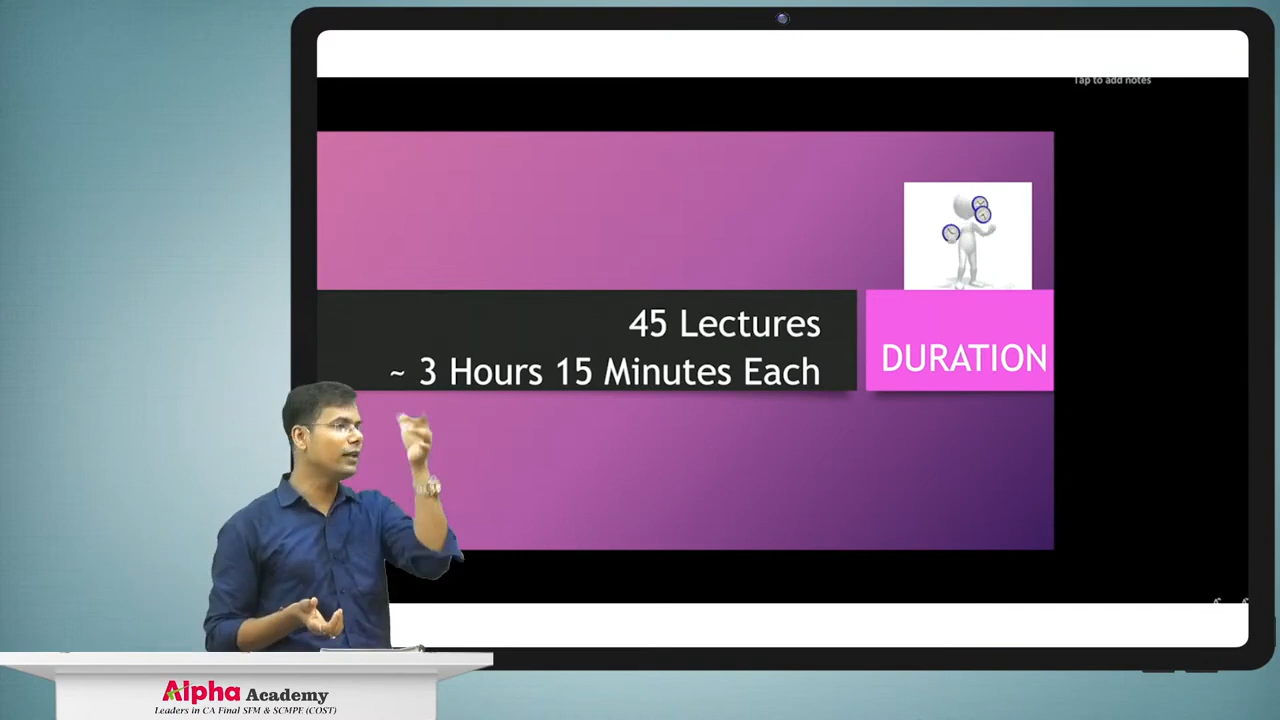 Tap to add notes
45 Lectures
~ 3 Hours 15 Minutes Each
DURATION
Alpha Academy
Leaders in CA Final SFM & SCMPE (COST)